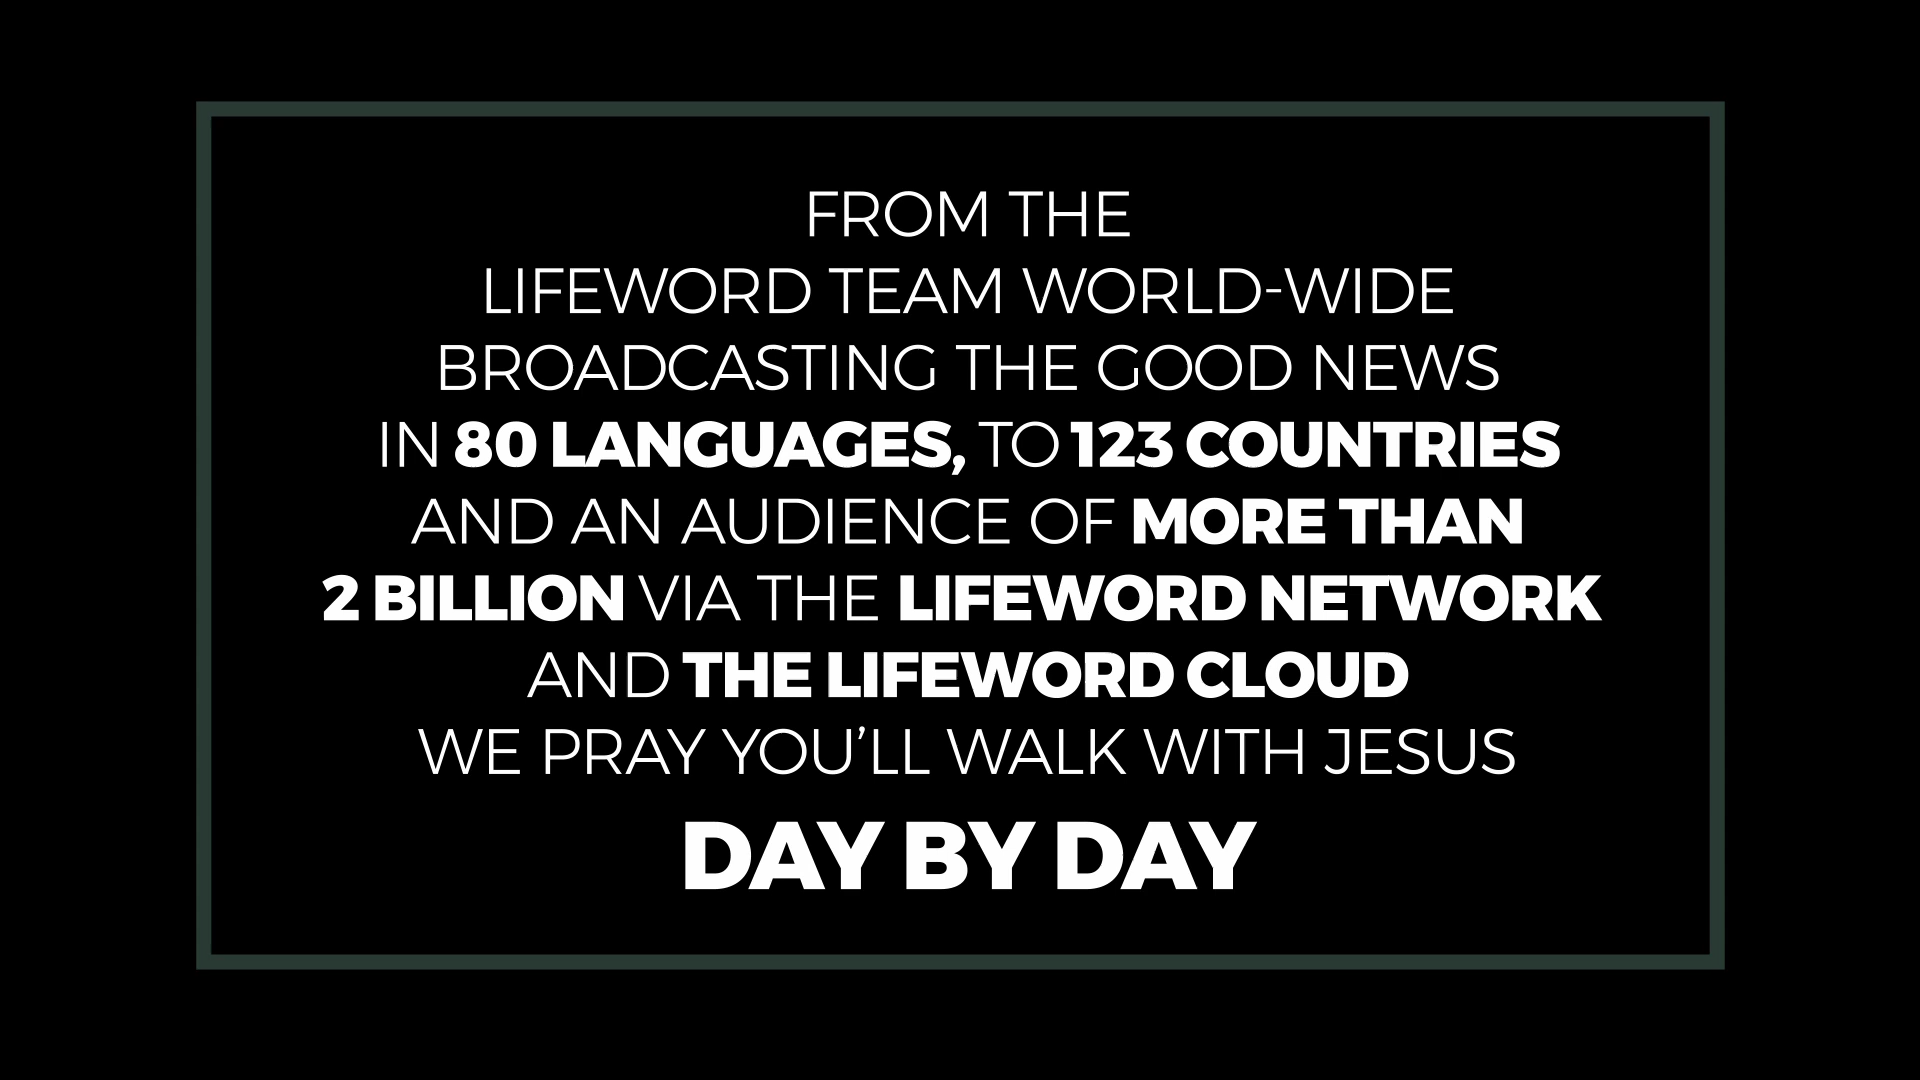 FROM THE
LIFEWORD TEAM WORLD-WIDE
BROADCASTING THE GOOD NEWS
IN 80 LANGUAGES, TO 123 COUNTRIES
AND AN AUDIENCE OF MORE THAN
2 BILLION VIA THE LIFEWORD NETWORK
AND THE LIFEWORD CLOUD
WE PRAY YOU’LL WALK WITH JESUS
DAY BY DAY